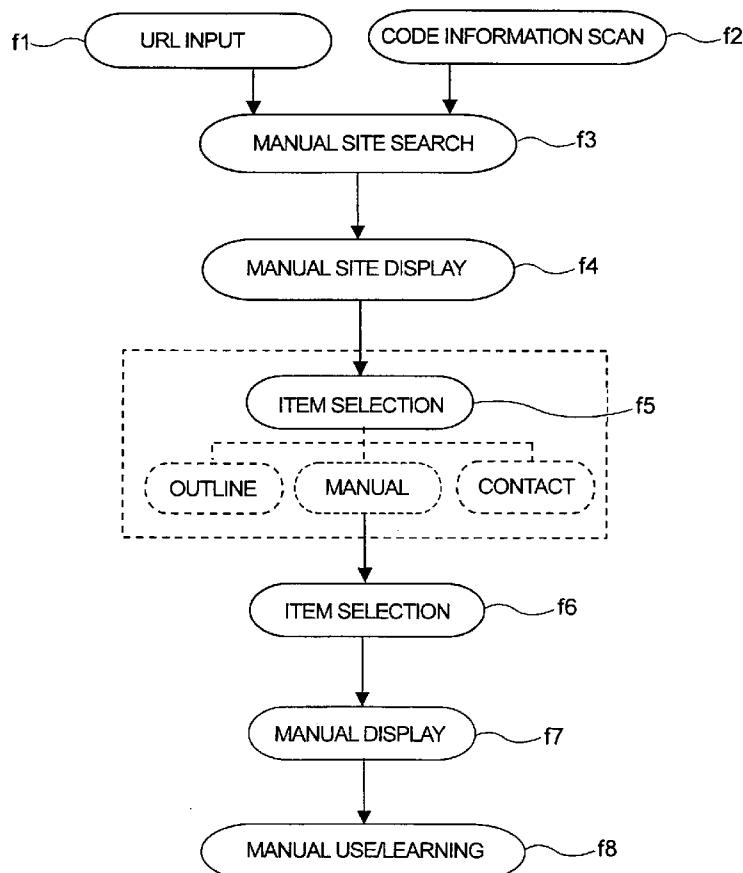 f1 URL INPUT
CODE INFORMATION SCAN f2
MANUAL SITE SEARCH f3
MANUAL SITE DISPLAY f4
ITEM SELECTION f5
OUTLINE
MANUAL
CONTACT
ITEM SELECTION f6
MANUAL DISPLAY f7
MANUAL USE/LEARNING f8